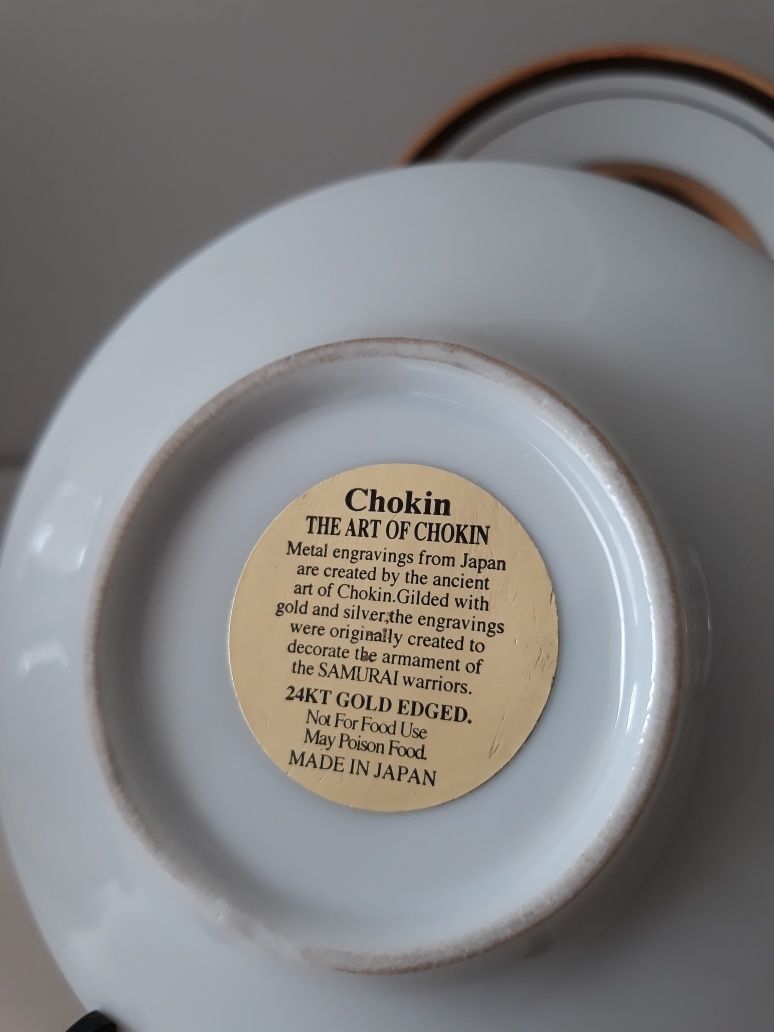 Chokin
THE ART OF CHOKIN
Metal engravings from Japan
are created by the ancient
art of Chokin.Gilded with
gold and silver,the engravings
were originally created to
decorate the armament of
the SAMURAI warriors.
24KT GOLD EDGED.
Not For Food Use
May Poison Food.
MADE IN JAPAN